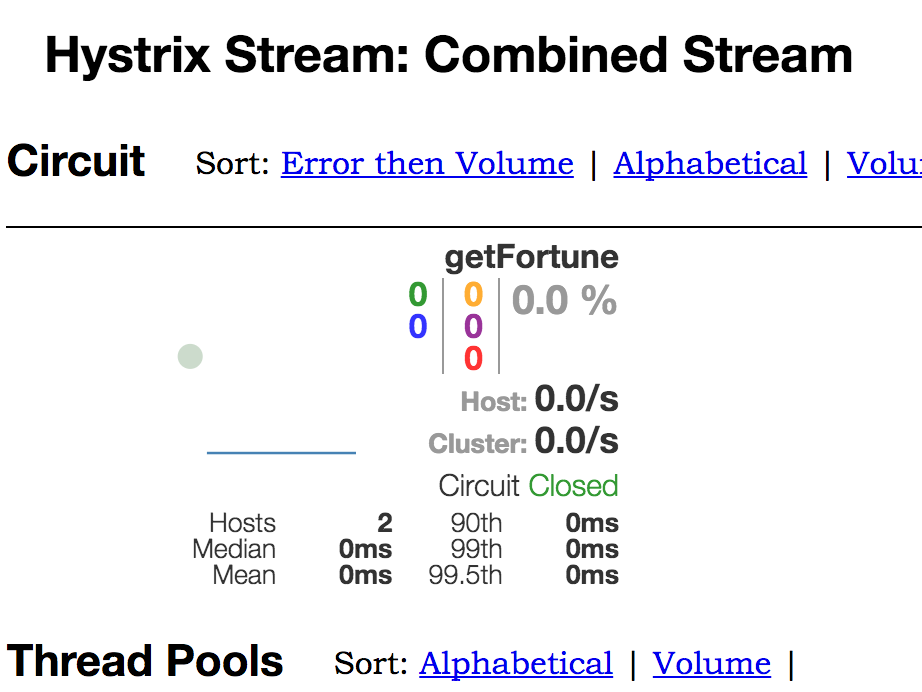 Hystrix Stream: Combined Stream
Circuit Sort: Error then Volume | Alphabetical |
getFortune
0 0 0.0 %
0 0
0
Host: 0.0/s
Cluster: 0.0/s
Circuit Closed
Hosts 2 90th 0ms
Median 0ms 99th 0ms
Mean 0ms 99.5th 0ms
Thread Pools Sort: Alphabetical | Volume |